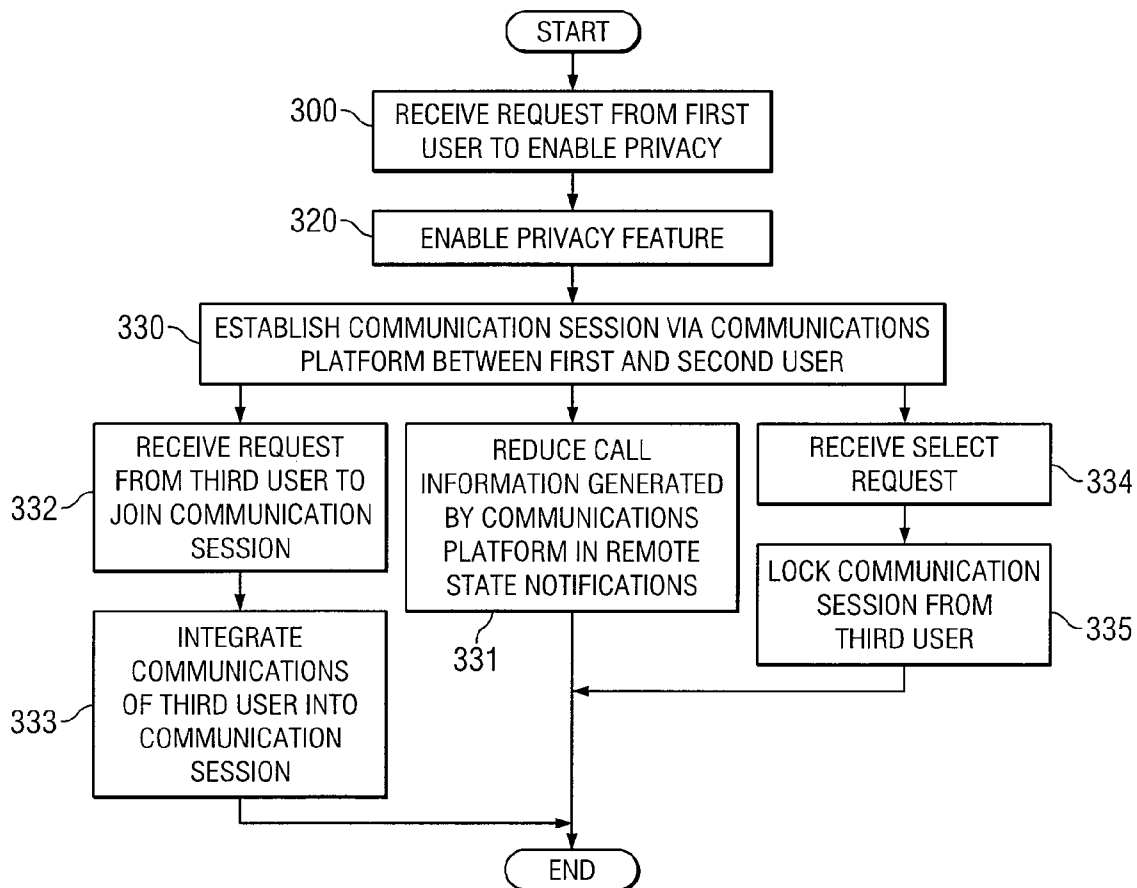 START
300
RECEIVE REQUEST FROM FIRST
USER TO ENABLE PRIVACY
320
ENABLE PRIVACY FEATURE
330
ESTABLISH COMMUNICATION SESSION VIA COMMUNICATIONS
PLATFORM BETWEEN FIRST AND SECOND USER
332
RECEIVE REQUEST
FROM THIRD USER TO
JOIN COMMUNICATION
SESSION
333
INTEGRATE
COMMUNICATIONS
OF THIRD USER INTO
COMMUNICATION
SESSION
REDUCE CALL
INFORMATION GENERATED
BY COMMUNICATIONS
PLATFORM IN REMOTE
STATE NOTIFICATIONS
331
RECEIVE SELECT
REQUEST
334
LOCK COMMUNICATION
SESSION FROM
THIRD USER
335
END